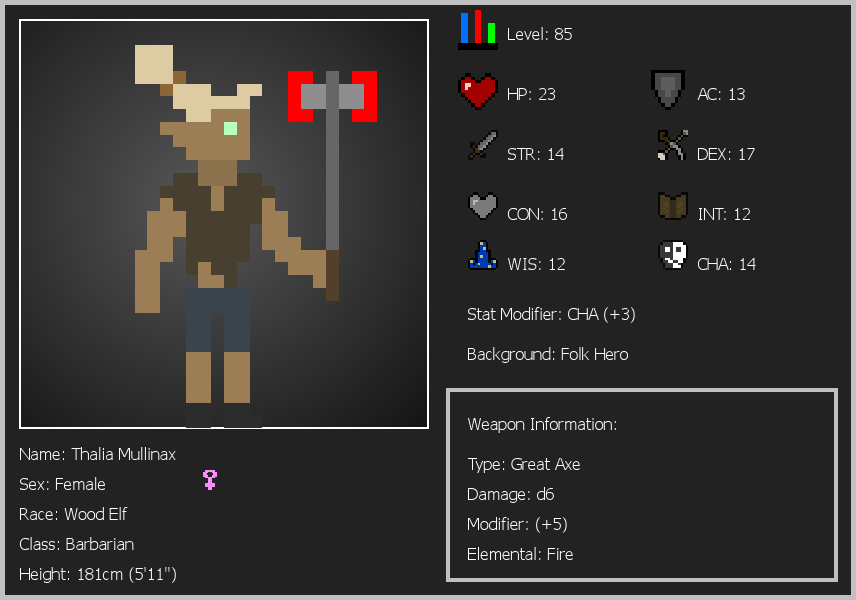 Level: 85
HP: 23
AC: 13
STR: 14
DEX: 17
CON: 16
INT: 12
WIS: 12
CHA: 14
Stat Modifier: CHA (+3)
Background: Folk Hero
Weapon Information:
Type: Great Axe
Damage: d6
Modifier: (+5)
Elemental: Fire
Name: Thalia Mullinax
Sex: Female
Race: Wood Elf
Class: Barbarian
Height: 181cm (5'11")